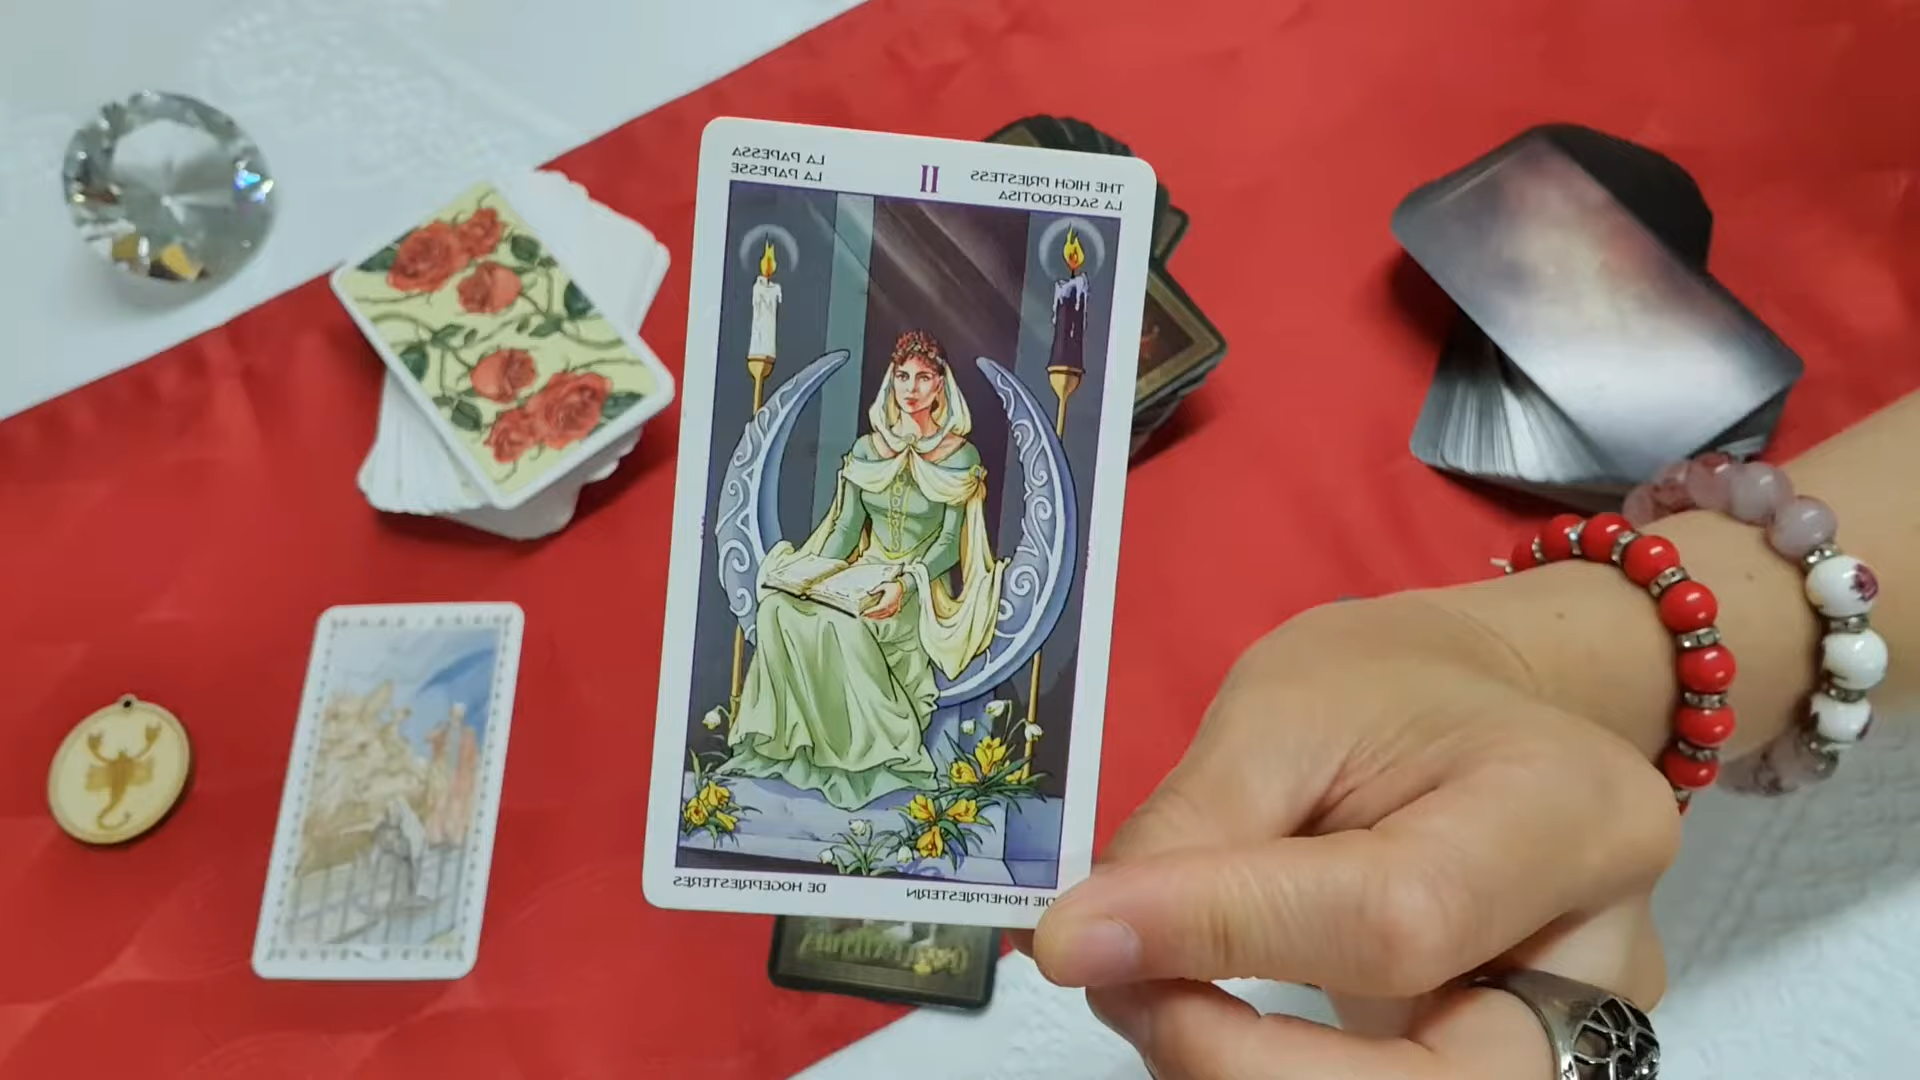 LA PAPESSA
LA PAPESSE
II
THE HIGH PRIESTESS
LA SACERDOTISA
DE HOGEPRIESTERES
DIE HOHEPRIESTERIN